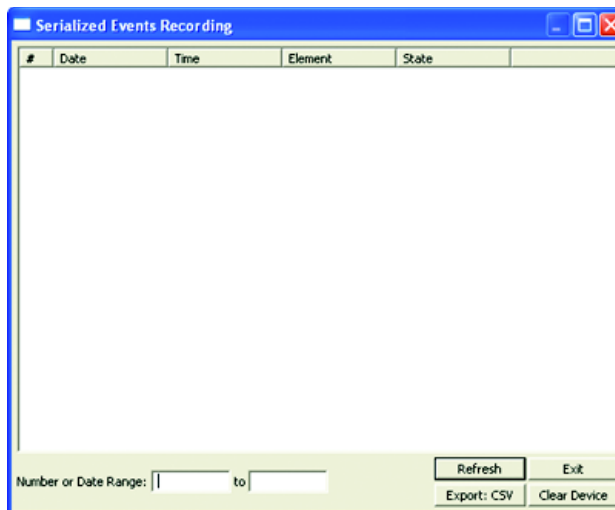 Serialized Events Recording
# Date Time Element State
Number or Date Range: to
Refresh Exit
Export: CSV Clear Device